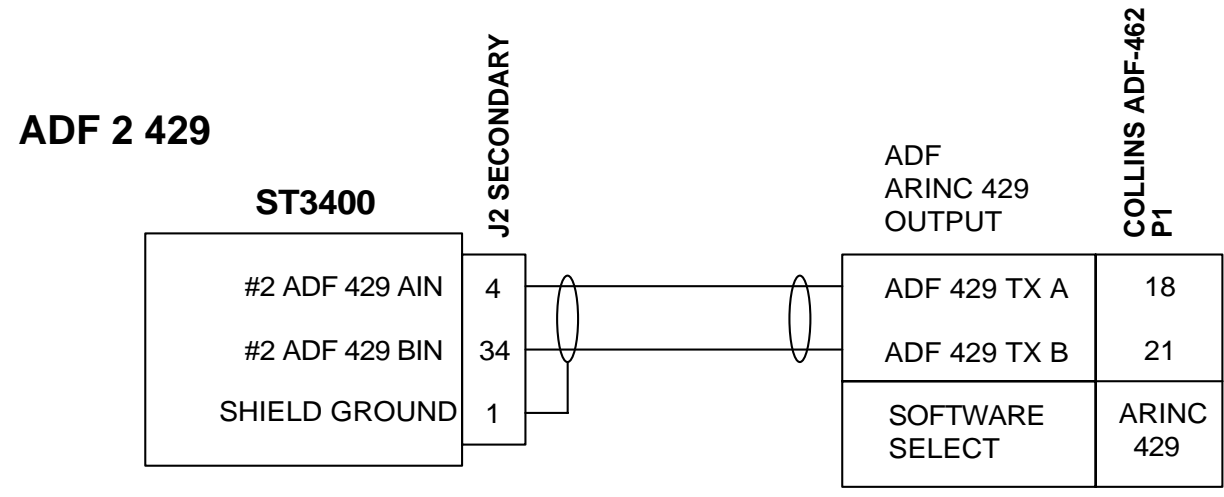 ADF 2 429
ST3400
J2 SECONDARY
ADF
ARINC 429
OUTPUT
COLLINS ADF-462
P1
#2 ADF 429 AIN 4
#2 ADF 429 BIN 34
SHIELD GROUND 1
ADF 429 TX A 18
ADF 429 TX B 21
SOFTWARE
SELECT
ARINC
429